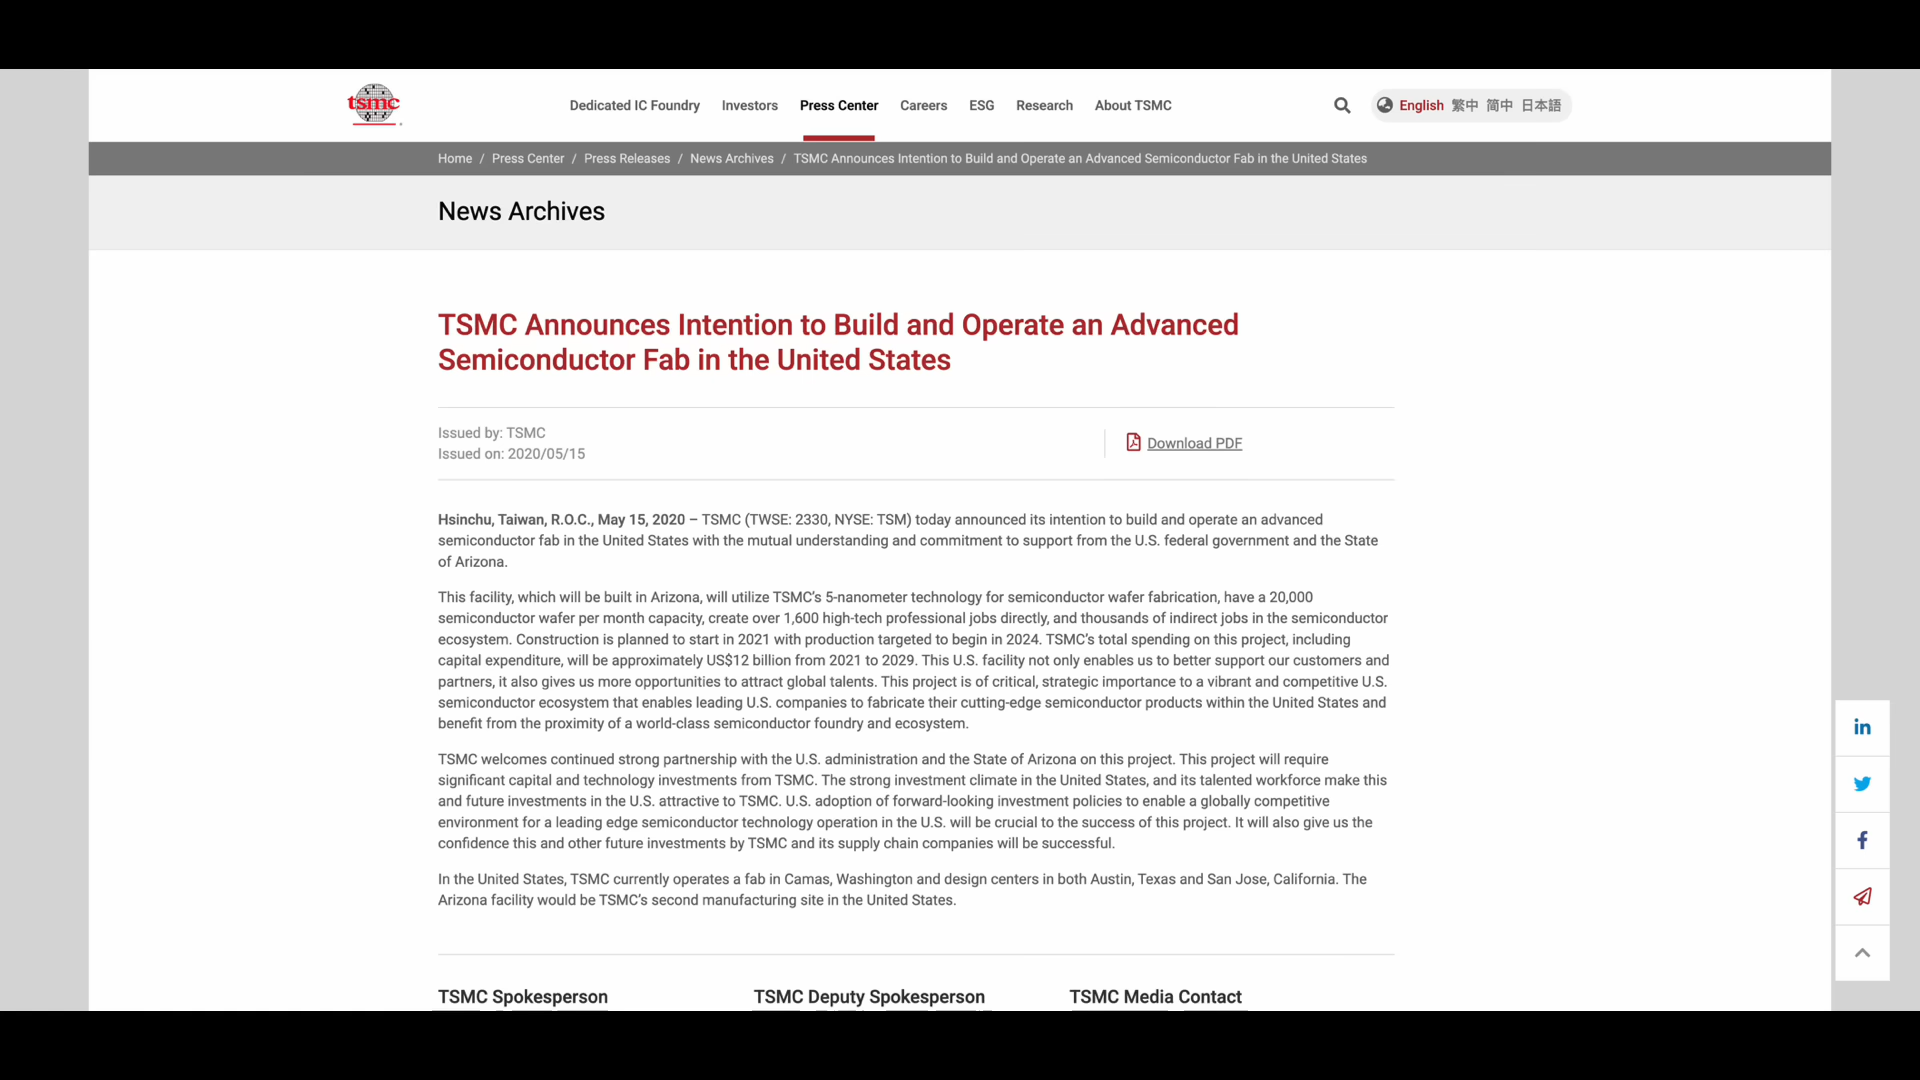 tsmc
Dedicated IC Foundry Investors Press Center Careers ESG Research About TSMC
English 繁中 简中 日本語
Home / Press Center / Press Releases / News Archives / TSMC Announces Intention to Build and Operate an Advanced Semiconductor Fab in the United States
News Archives
TSMC Announces Intention to Build and Operate an Advanced
Semiconductor Fab in the United States
Issued by: TSMC
Issued on: 2020/05/15
Download PDF
Hsinchu, Taiwan, R.O.C., May 15, 2020 – TSMC (TWSE: 2330, NYSE: TSM) today announced its intention to build and operate an advanced
semiconductor fab in the United States with the mutual understanding and commitment to support from the U.S. federal government and the State
of Arizona.
This facility, which will be built in Arizona, will utilize TSMC’s 5-nanometer technology for semiconductor wafer fabrication, have a 20,000
semiconductor wafer per month capacity, create over 1,600 high-tech professional jobs directly, and thousands of indirect jobs in the semiconductor
ecosystem. Construction is planned to start in 2021 with production targeted to begin in 2024. TSMC’s total spending on this project, including
capital expenditure, will be approximately US$12 billion from 2021 to 2029. This U.S. facility not only enables us to better support our customers and
partners, it also gives us more opportunities to attract global talents. This project is of critical, strategic importance to a vibrant and competitive U.S.
semiconductor ecosystem that enables leading U.S. companies to fabricate their cutting-edge semiconductor products within the United States and
benefit from the proximity of a world-class semiconductor foundry and ecosystem.
TSMC welcomes continued strong partnership with the U.S. administration and the State of Arizona on this project. This project will require
significant capital and technology investments from TSMC. The strong investment climate in the United States, and its talented workforce make this
and future investments in the U.S. attractive to TSMC. U.S. adoption of forward-looking investment policies to enable a globally competitive
environment for a leading edge semiconductor technology operation in the U.S. will be crucial to the success of this project. It will also give us the
confidence this and other future investments by TSMC and its supply chain companies will be successful.
In the United States, TSMC currently operates a fab in Camas, Washington and design centers in both Austin, Texas and San Jose, California. The
Arizona facility would be TSMC’s second manufacturing site in the United States.
in
f
TSMC Spokesperson TSMC Deputy Spokesperson TSMC Media Contact